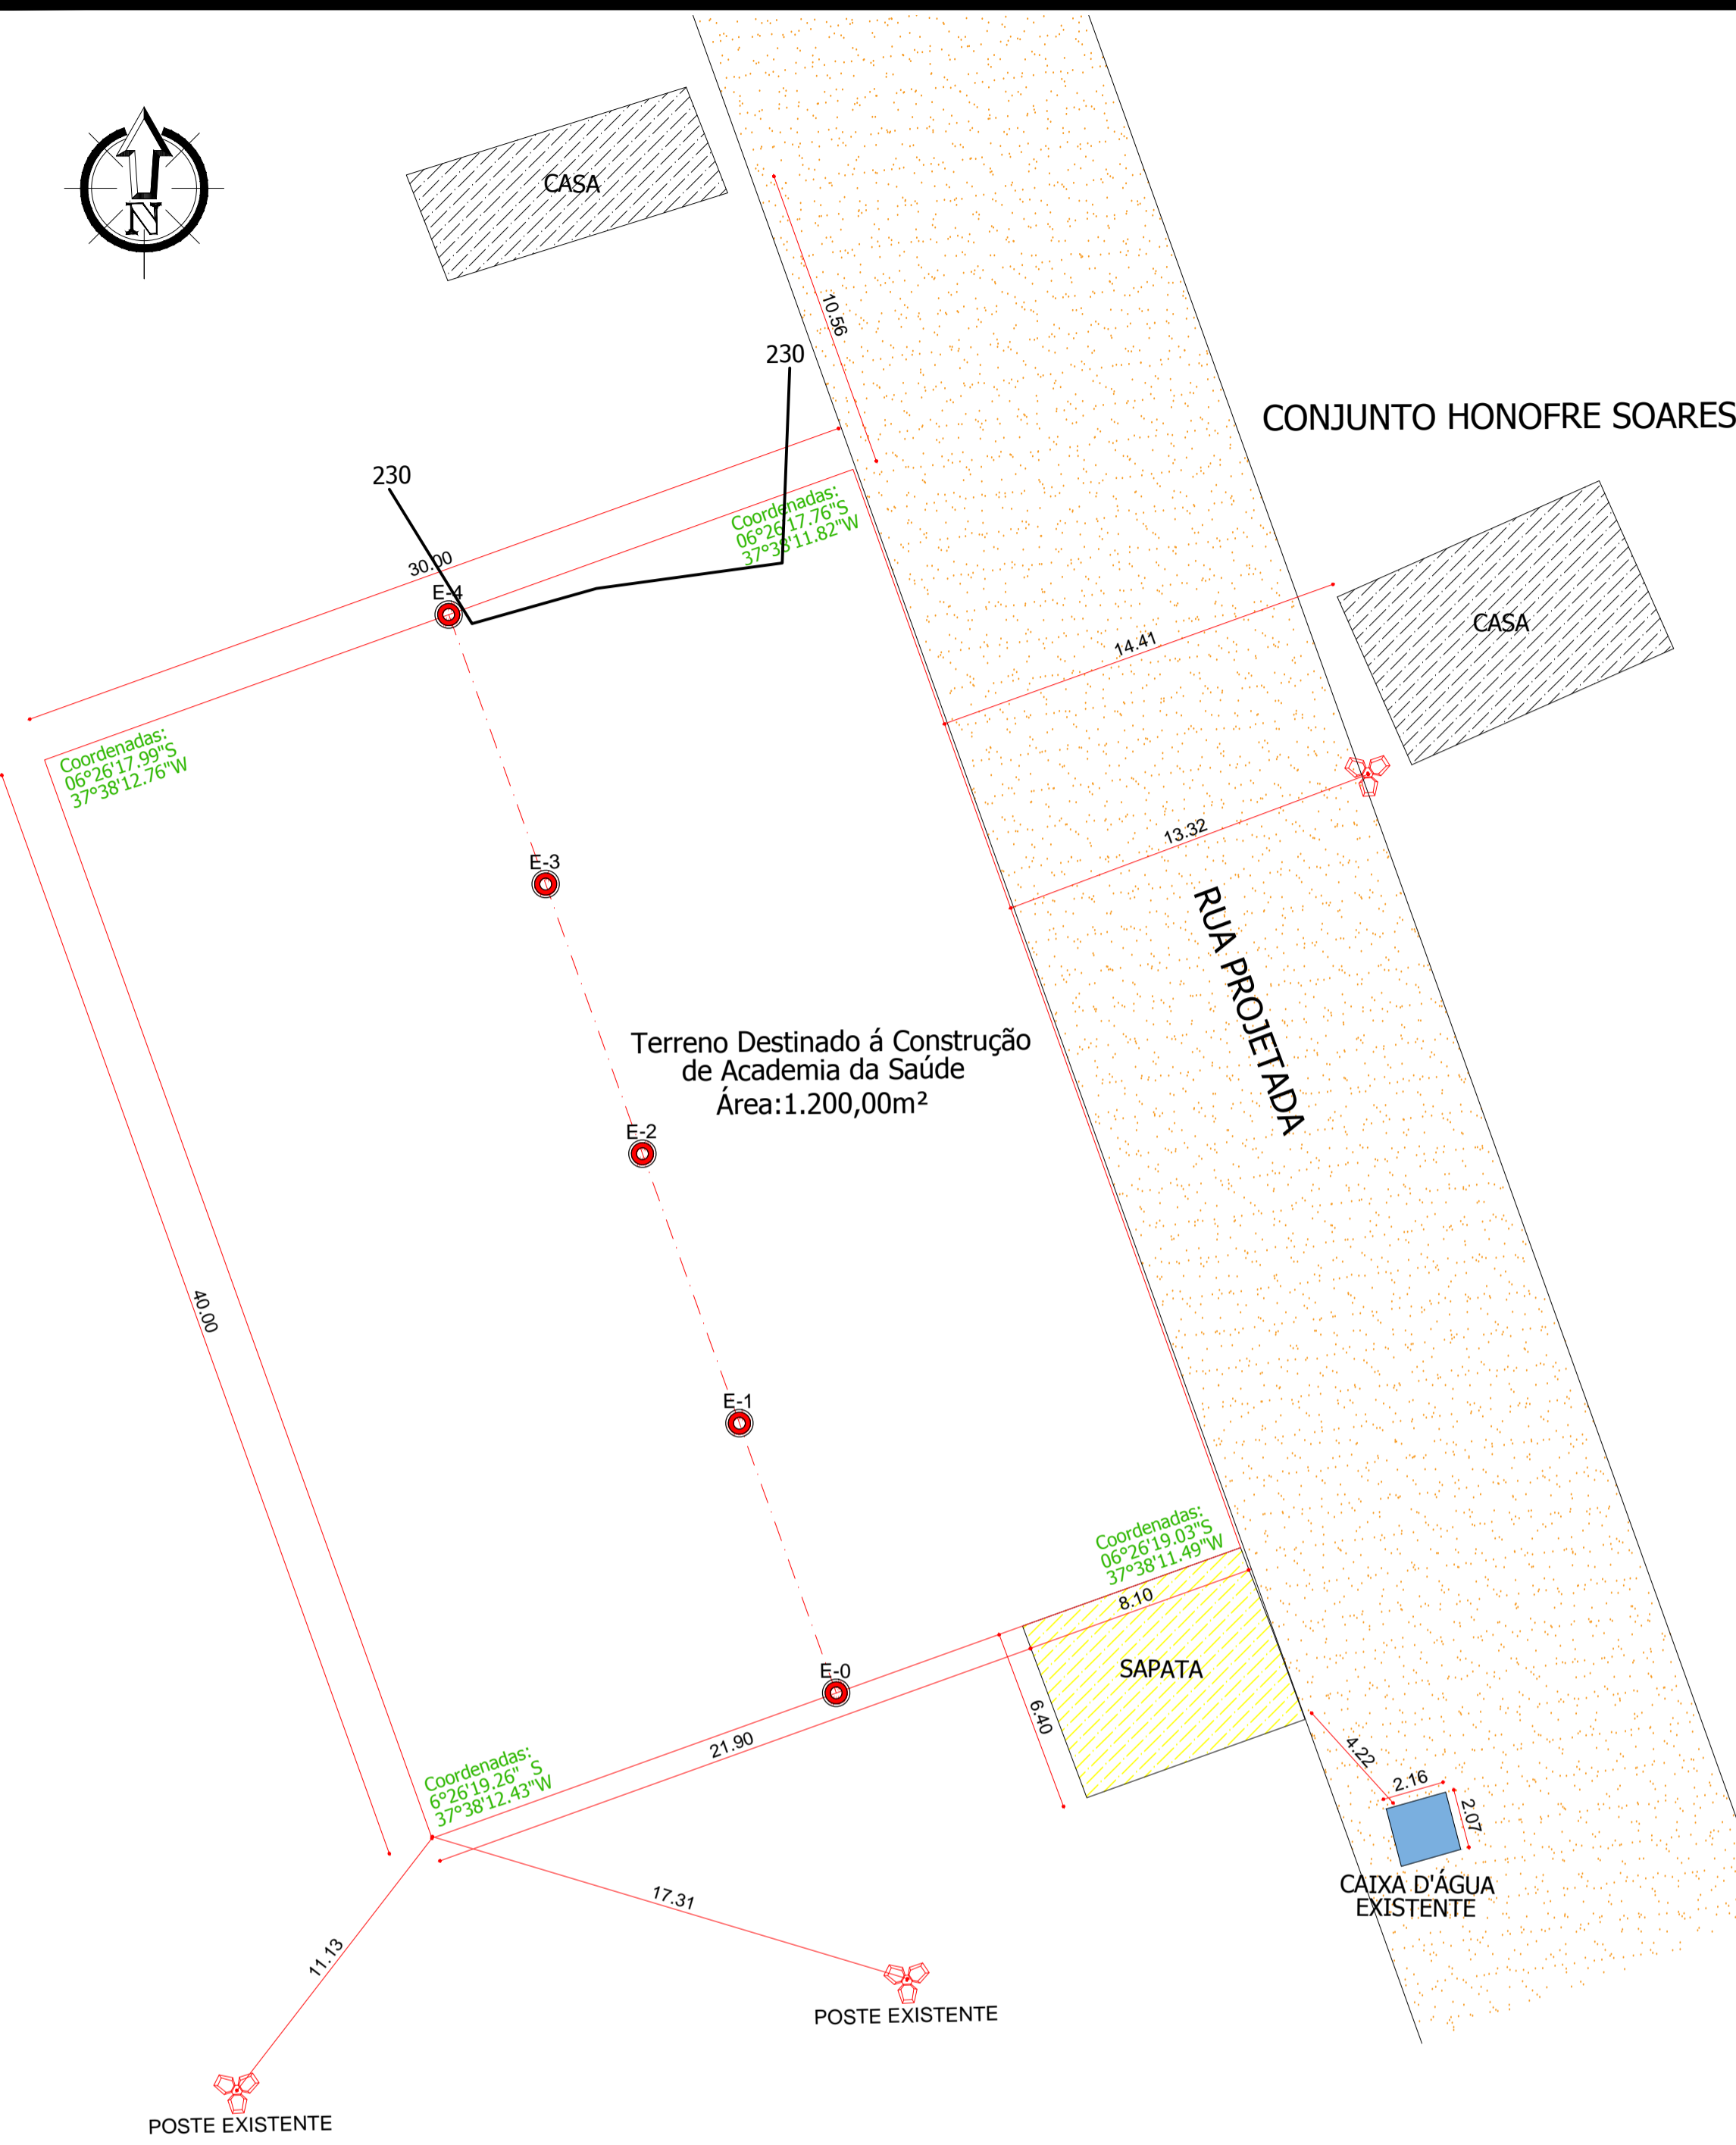 N
CASA
10.56
230
CONJUNTO HONOFRE SOARES
230
Coordenadas:
06°26'17.76"S
37°38'11.82"W
30.00
E-4
CASA
14.41
Coordenadas:
06°26'17.99"S
37°38'12.76"W
13.32
E-3
RUA PROJETADA
Terreno Destinado á Construção
de Academia da Saúde
Área:1.200,00m²
E-2
40.00
E-1
Coordenadas:
06°26'19.03"S
37°38'11.49"W
8.10
SAPATA
E-0
6.40
21.90
4.22
2.16
2.07
Coordenadas:
6°26'19.26" S
37°38'12.43"W
CAIXA D'ÁGUA
EXISTENTE
17.31
11.13
POSTE EXISTENTE
POSTE EXISTENTE